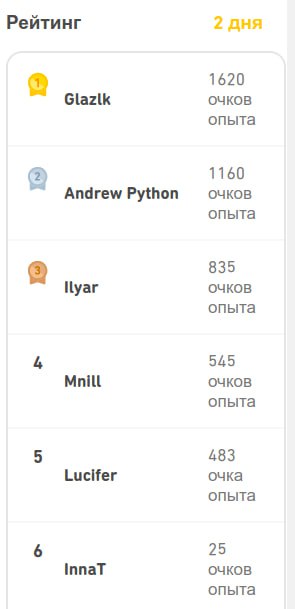 Рейтинг 2 дня
1
1620
Glazlk очков
опыта
2
1160
Andrew Python очков
опыта
3
835
Ilyar очков
опыта
4 545
Mnill очков
опыта
5 483
Lucifer очка
опыта
6 25
InnaT очков
опыта